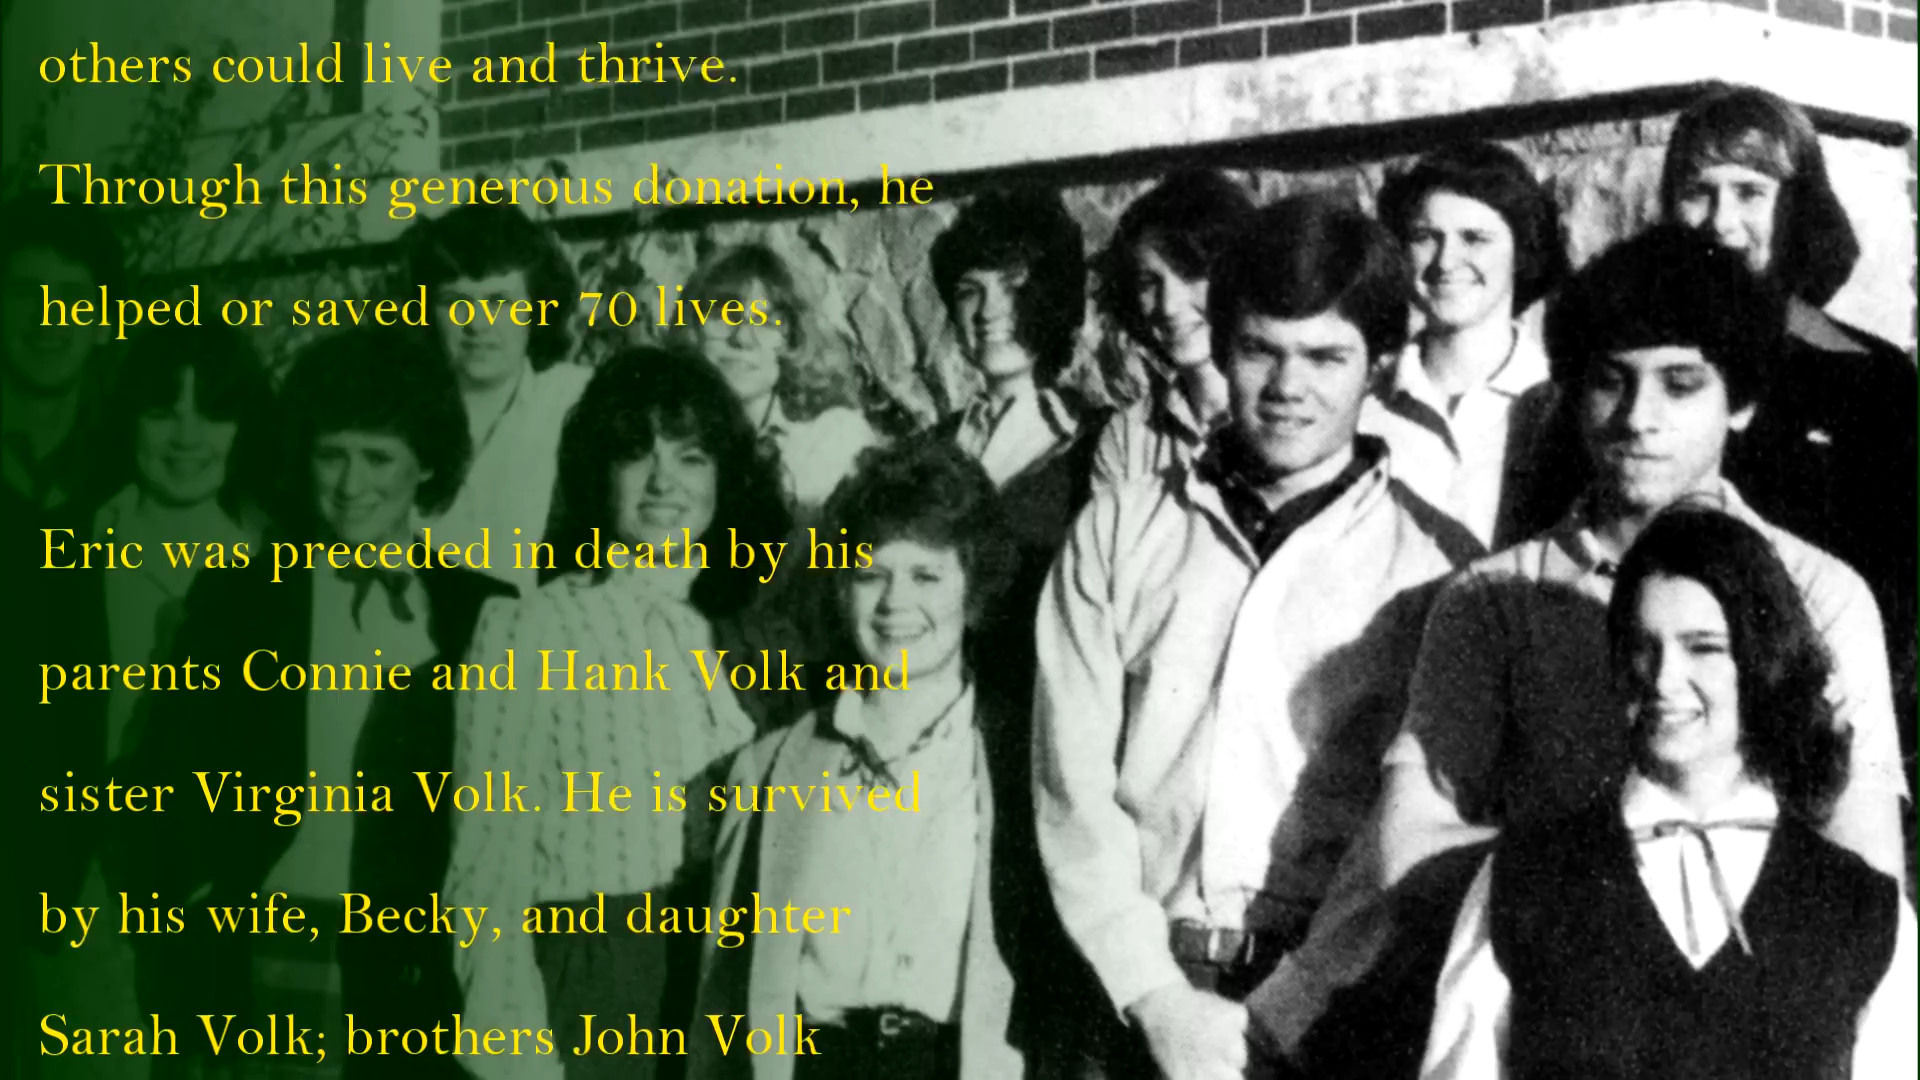 others could live and thrive.
Through this generous donation, he
helped or saved over 70 lives.
Eric was preceded in death by his
parents Connie and Hank Volk and
sister Virginia Volk. He is survived
by his wife, Becky, and daughter
Sarah Volk; brothers John Volk